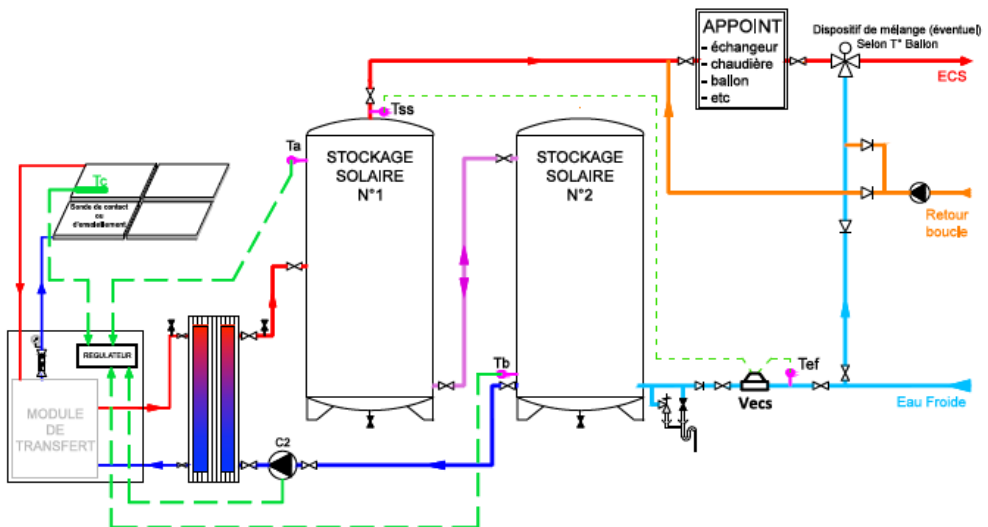 APPOINT
- échangeur
- chaudière
- ballon
- etc
Dispositif de mélange (éventuel)
Selon T° Ballon
ECS
Tss
Ta
STOCKAGE
SOLAIRE
N°1
STOCKAGE
SOLAIRE
N°2
Tc
Sonde de contact
ou
d'emboitement
Retour
boucle
REGULATEUR
Tb
Tef
Vecs
Eau Froide
MODULE
DE
TRANSFERT
C2